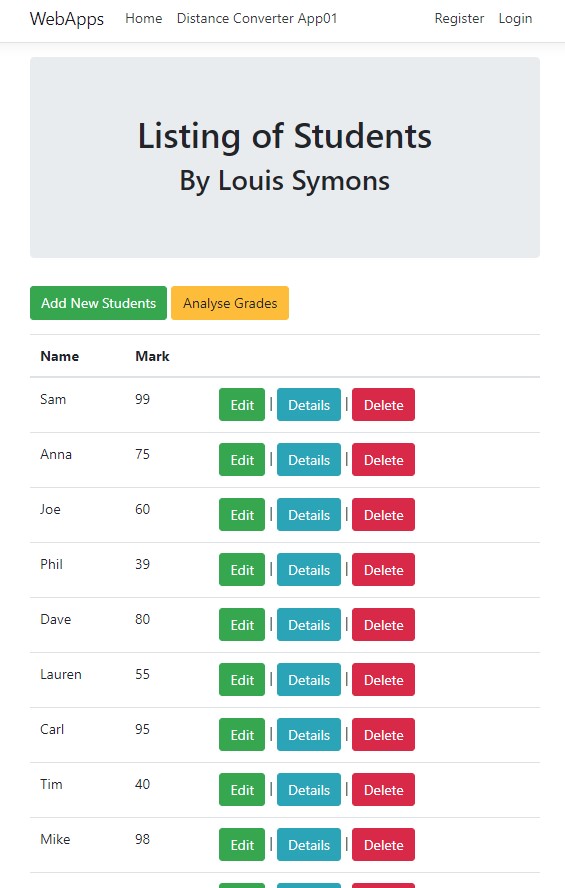 WebApps Home Distance Converter App01 Register Login
Listing of Students
By Louis Symons
Add New Students Analyse Grades
Name Mark
Sam 99 Edit | Details | Delete
Anna 75 Edit | Details | Delete
Joe 60 Edit | Details | Delete
Phil 39 Edit | Details | Delete
Dave 80 Edit | Details | Delete
Lauren 55 Edit | Details | Delete
Carl 95 Edit | Details | Delete
Tim 40 Edit | Details | Delete
Mike 98 Edit | Details | Delete